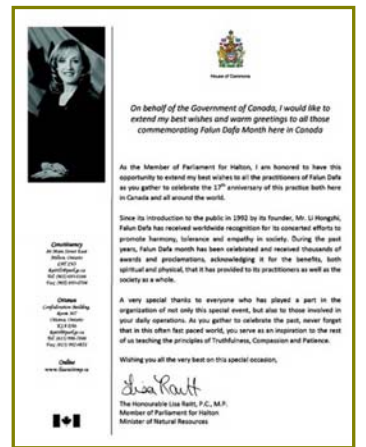 House of Commons
On behalf of the Government of Canada, I would like to
extend my best wishes and warm greetings to all those
commemorating Falun Dafa Month here in Canada
As the Member of Parliament for Halton, I am honored to have this
opportunity to extend my best wishes to all the practitioners of Falun Dafa
as you gather to celebrate the 17th anniversary of this practice both here
in Canada and all around the world.
Since its introduction to the public in 1992 by its founder, Mr. Li Hongzhi,
Falun Dafa has received worldwide recognition for its concerted efforts to
promote harmony, tolerance and empathy in society. During the past
years, Falun Dafa month has been celebrated and received thousands of
awards and proclamations, acknowledging it for the benefits, both
spiritual and physical, that it has provided to its practitioners as well as the
society as a whole.
A very special thanks to everyone who has played a part in the
organization of not only this special event, but also to those involved in
your daily operations. As you gather to celebrate the past, never forget
that in this often fast paced world, you serve as an inspiration to the rest
of us teaching the principles of Truthfulness, Compassion and Patience.
Wishing you all the very best on this special occasion,
Lisa Raitt
The Honourable Lisa Raitt, P.C., M.P.
Member of Parliament for Halton
Minister of Natural Resources
Constituency
Main Street East
Milton, Ontario
Ottawa
Confederation Building
Ottawa, Ontario
Online
www.lisaraittmp.ca